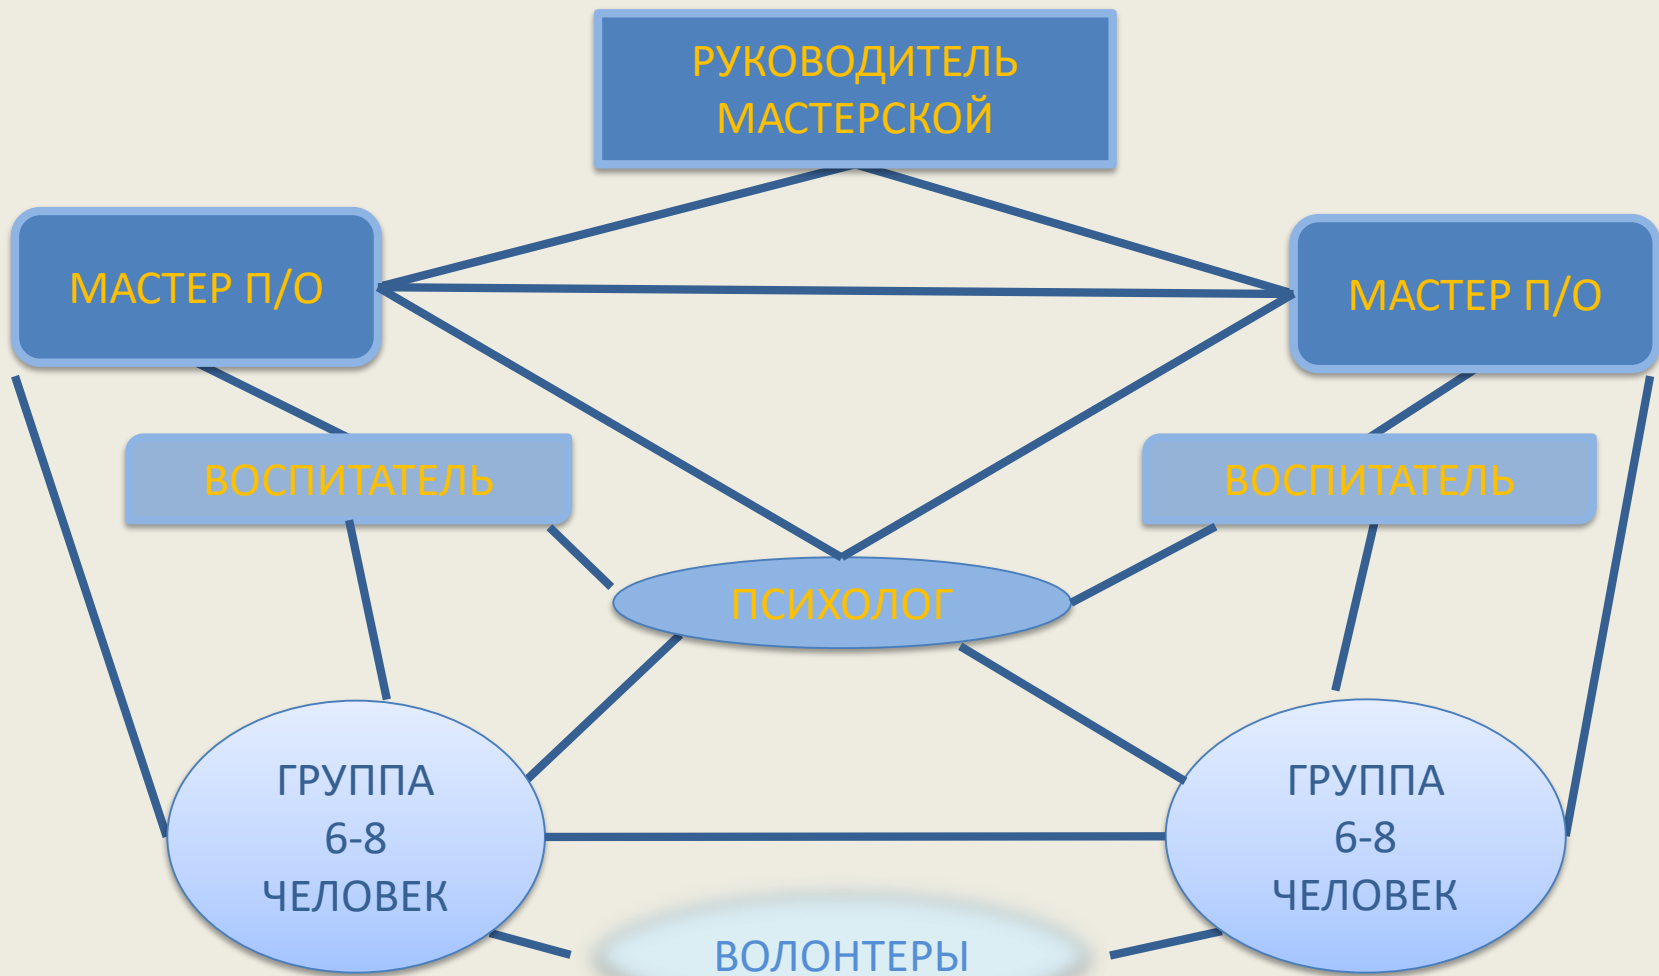 РУКОВОДИТЕЛЬ
МАСТЕРСКОЙ
МАСТЕР П/О
МАСТЕР П/О
ВОСПИТАТЕЛЬ
ВОСПИТАТЕЛЬ
ПСИХОЛОГ
ГРУППА
6-8
ЧЕЛОВЕК
ГРУППА
6-8
ЧЕЛОВЕК
ВОЛОНТЕРЫ